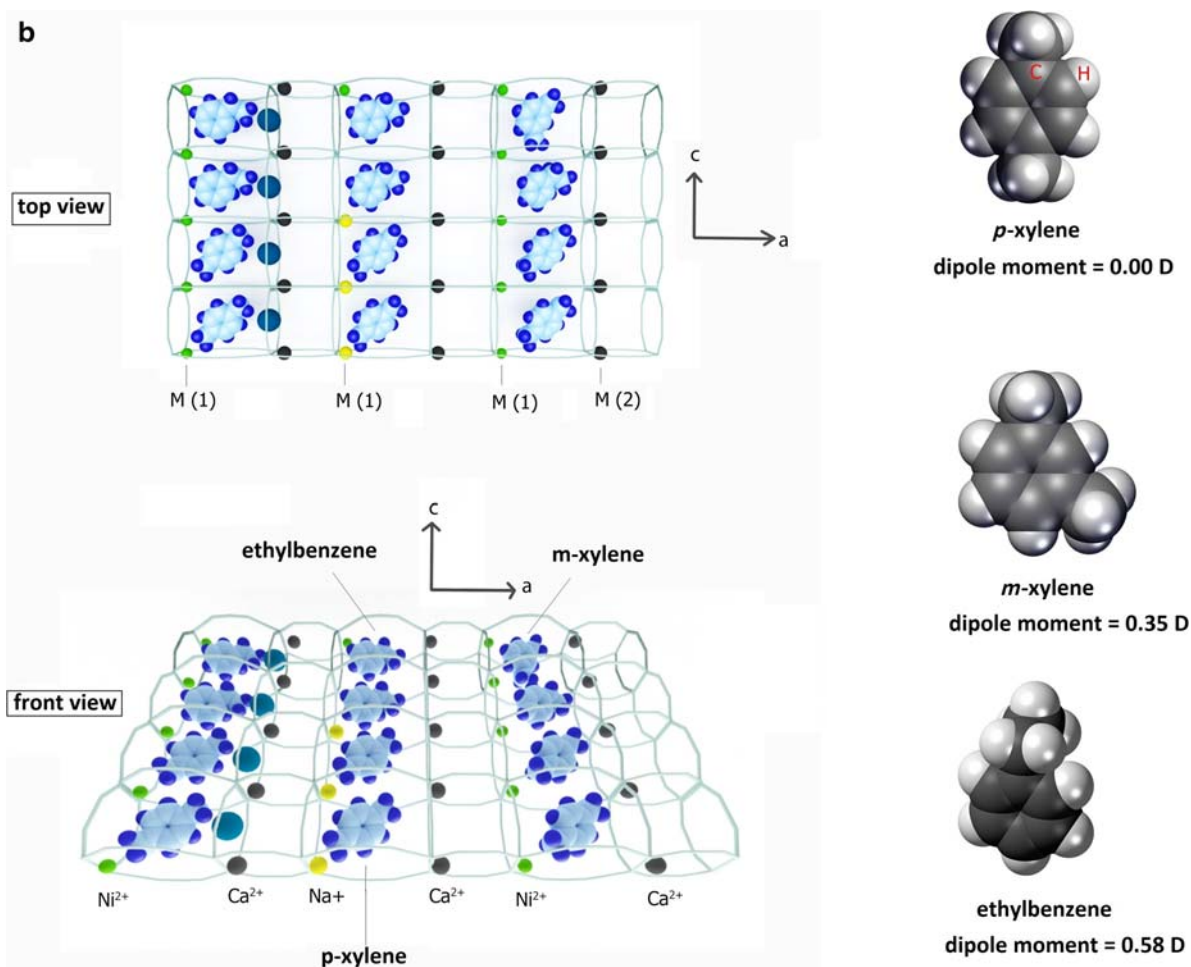 b
top view
c
a
M (1)
M (1)
M (1)
M (2)
c
a
ethylbenzene
m-xylene
front view
Ni²⁺
Ca²⁺
Na+
Ca²⁺
Ni²⁺
Ca²⁺
p-xylene
C
H
p-xylene
dipole moment = 0.00 D
m-xylene
dipole moment = 0.35 D
ethylbenzene
dipole moment = 0.58 D